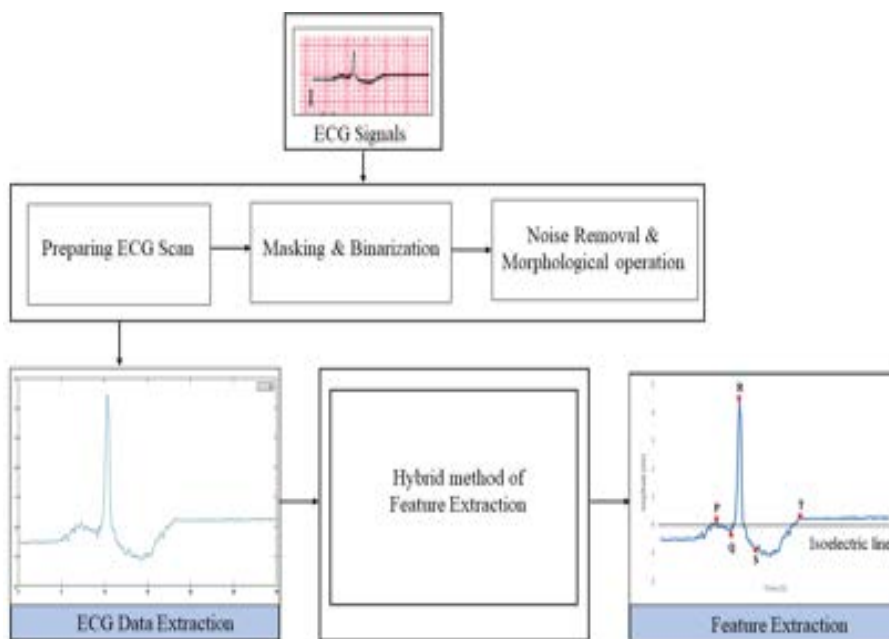 ECG Signals
Preparing ECG Scan
Masking & Binarization
Noise Removal &
Morphological operation
ECG Data Extraction
Hybrid method of
Feature Extraction
R
P
Q
S
T
Isoelectric line
Feature Extraction